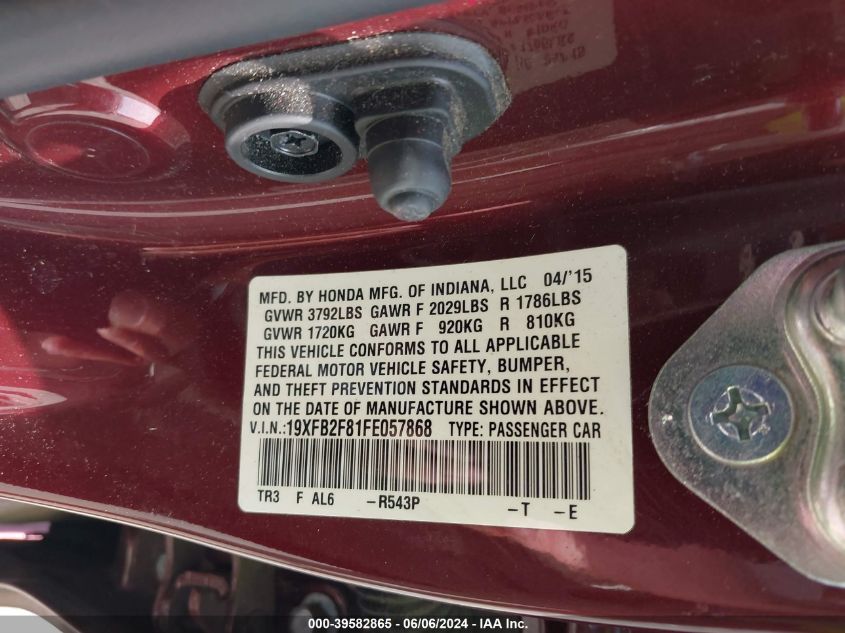 MFD. BY HONDA MFG. OF INDIANA, LLC 04/'15
GVWR 3792LBS GAWR F 2029LBS R 1786LBS
GVWR 1720KG GAWR F 920KG R 810KG
THIS VEHICLE CONFORMS TO ALL APPLICABLE
FEDERAL MOTOR VEHICLE SAFETY, BUMPER,
AND THEFT PREVENTION STANDARDS IN EFFECT
ON THE DATE OF MANUFACTURE SHOWN ABOVE.
V.I.N.:19XFB2F81FE057868 TYPE: PASSENGER CAR
TR3 F AL6 -R543P -T -E
000-39582865 - 06/06/2024 - IAA Inc.